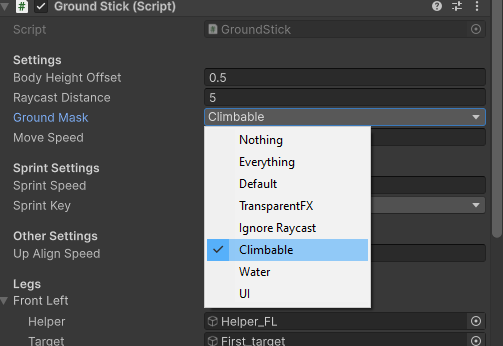 Ground Stick (Script)
Script GroundStick
Settings
Body Height Offset 0.5
Raycast Distance 5
Ground Mask Climbable
Move Speed
Nothing
Everything
Sprint Settings
Default
Sprint Speed
TransparentFX
Sprint Key
Ignore Raycast
Other Settings
Climbable
Up Align Speed
Water
Legs
UI
Front Left
Helper Helper_FL
Target First_target